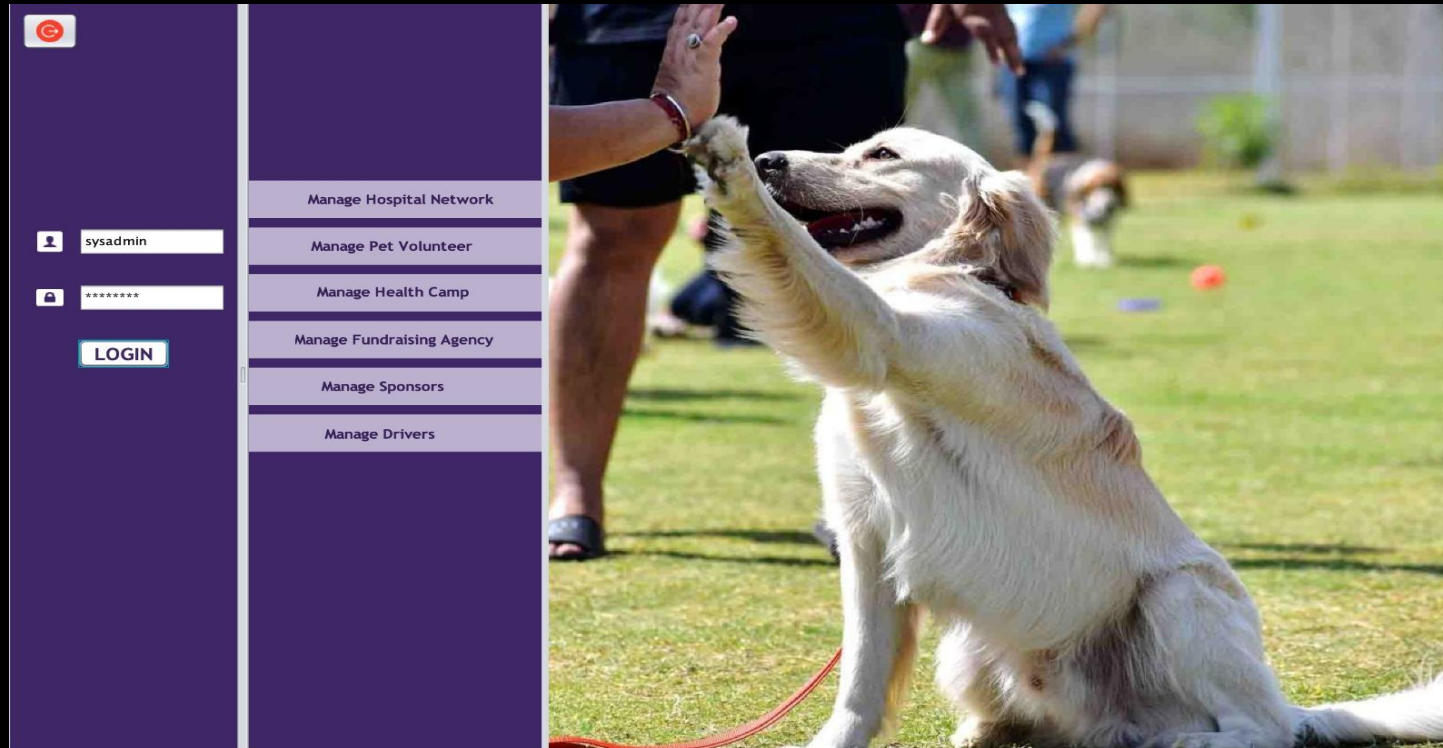 sysadmin
********
LOGIN
Manage Hospital Network
Manage Pet Volunteer
Manage Health Camp
Manage Fundraising Agency
Manage Sponsors
Manage Drivers